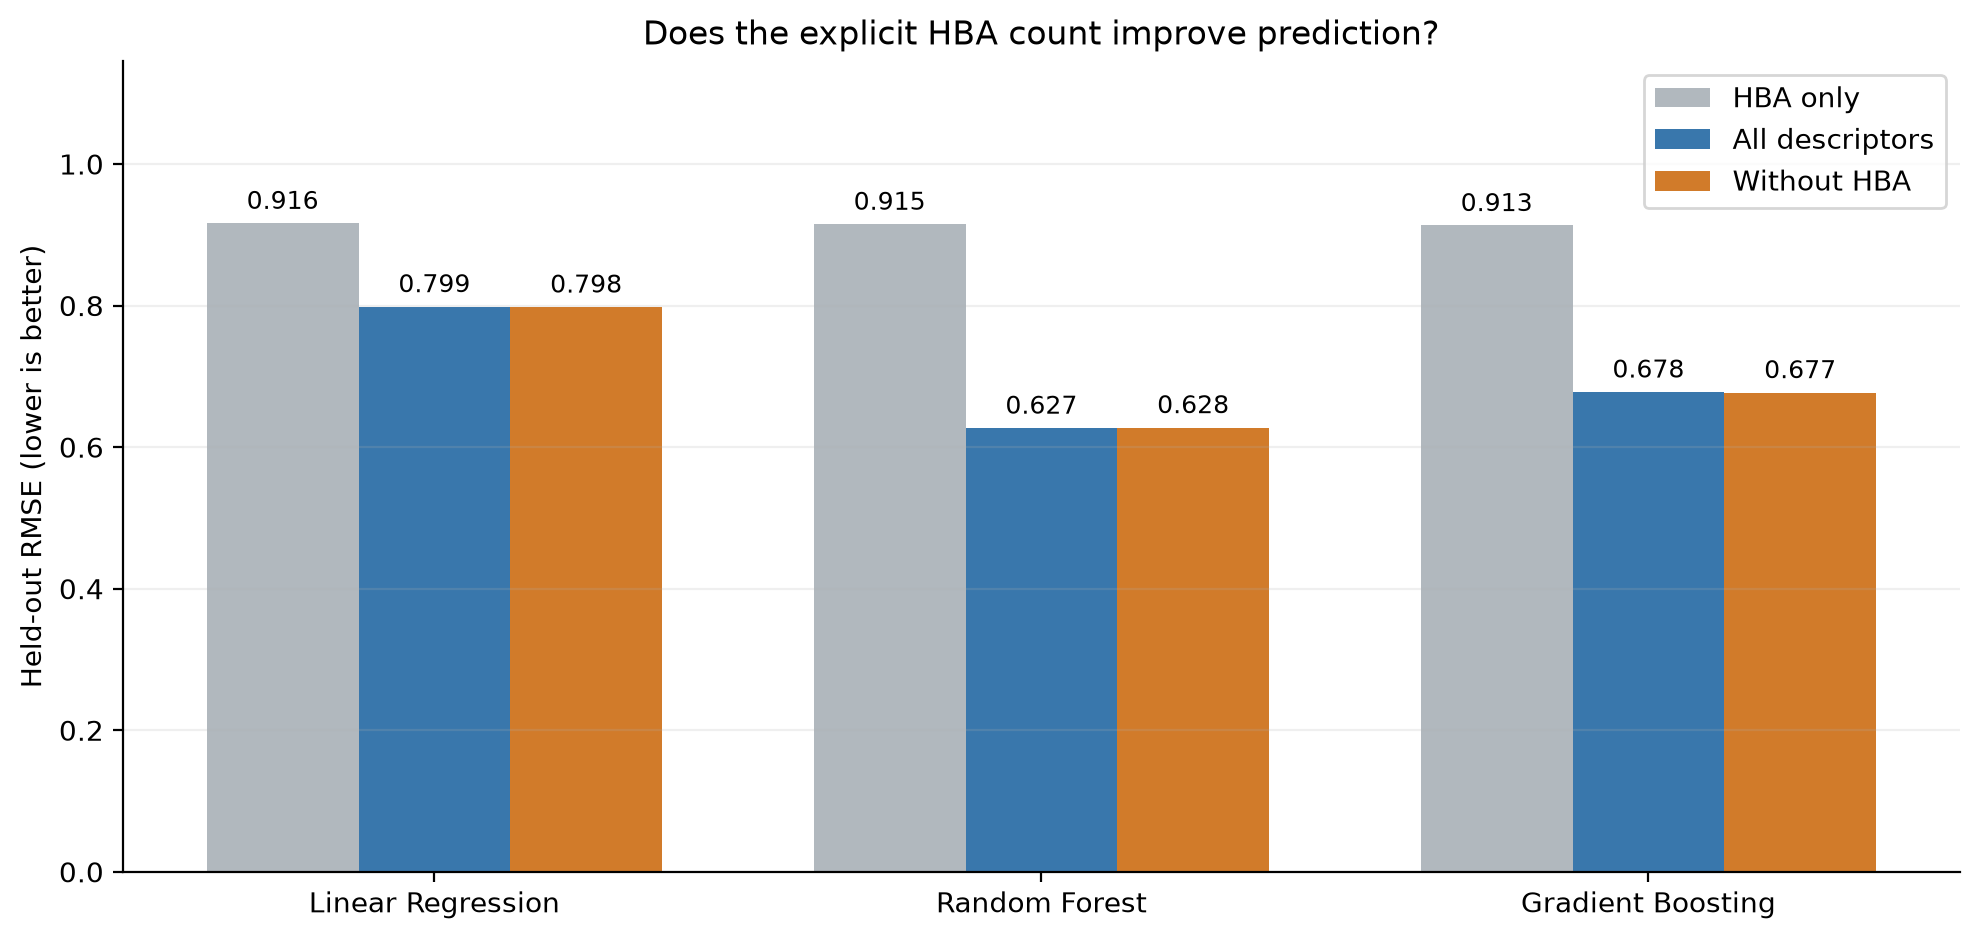 Does the explicit HBA count improve prediction?
HBA only
All descriptors
Without HBA
Held-out RMSE (lower is better)
1.0
0.8
0.6
0.4
0.2
0.0
0.916
0.799
0.798
0.915
0.627
0.628
0.913
0.678
0.677
Linear Regression
Random Forest
Gradient Boosting